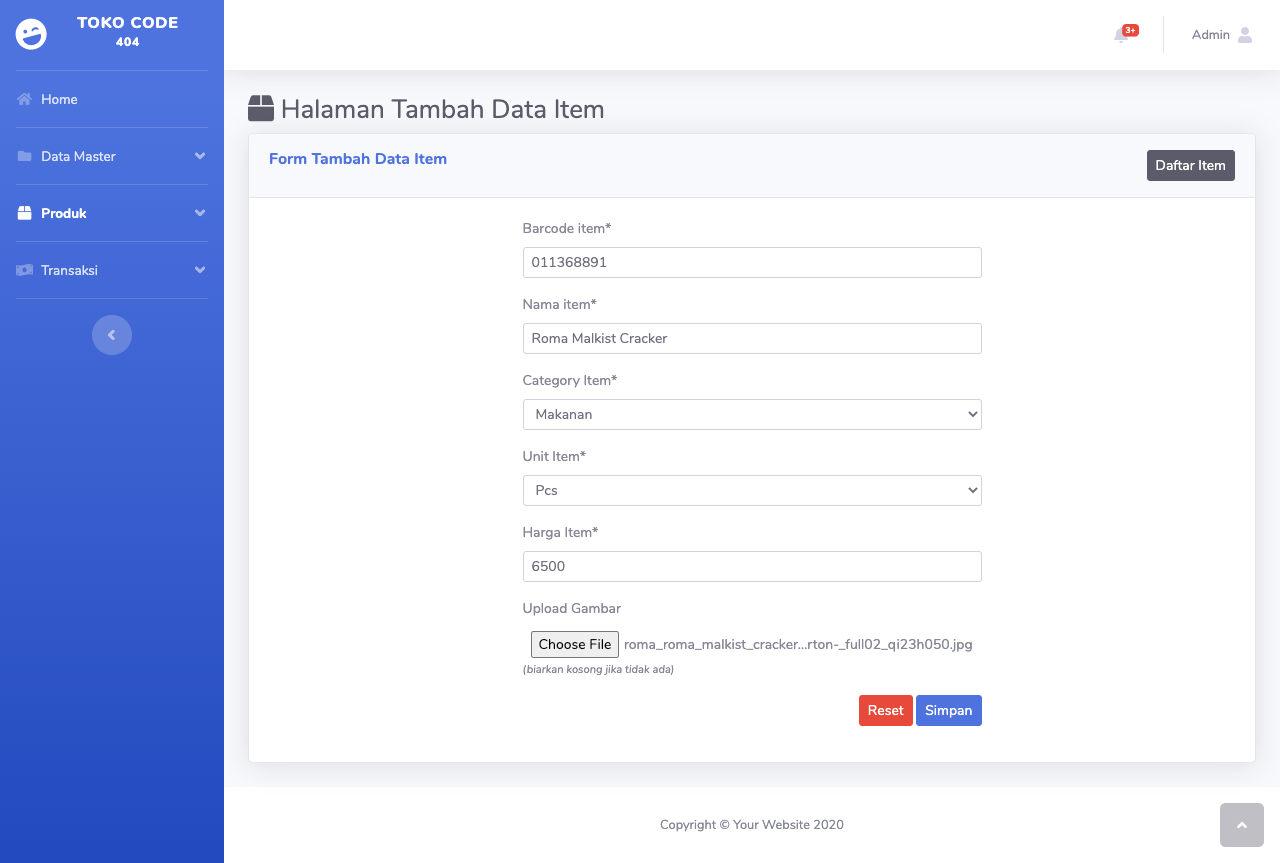 TOKO CODE
404
3+
Admin
Home
Data Master
Produk
Transaksi
Halaman Tambah Data Item
Form Tambah Data Item
Daftar Item
Barcode item*
011368891
Nama item*
Roma Malkist Cracker
Category Item*
Makanan
Unit Item*
Pcs
Harga Item*
6500
Upload Gambar
Choose File roma_roma_malkist_cracker...rton-_full02_qi23h050.jpg
(biarkan kosong jika tidak ada)
Reset Simpan
Copyright © Your Website 2020